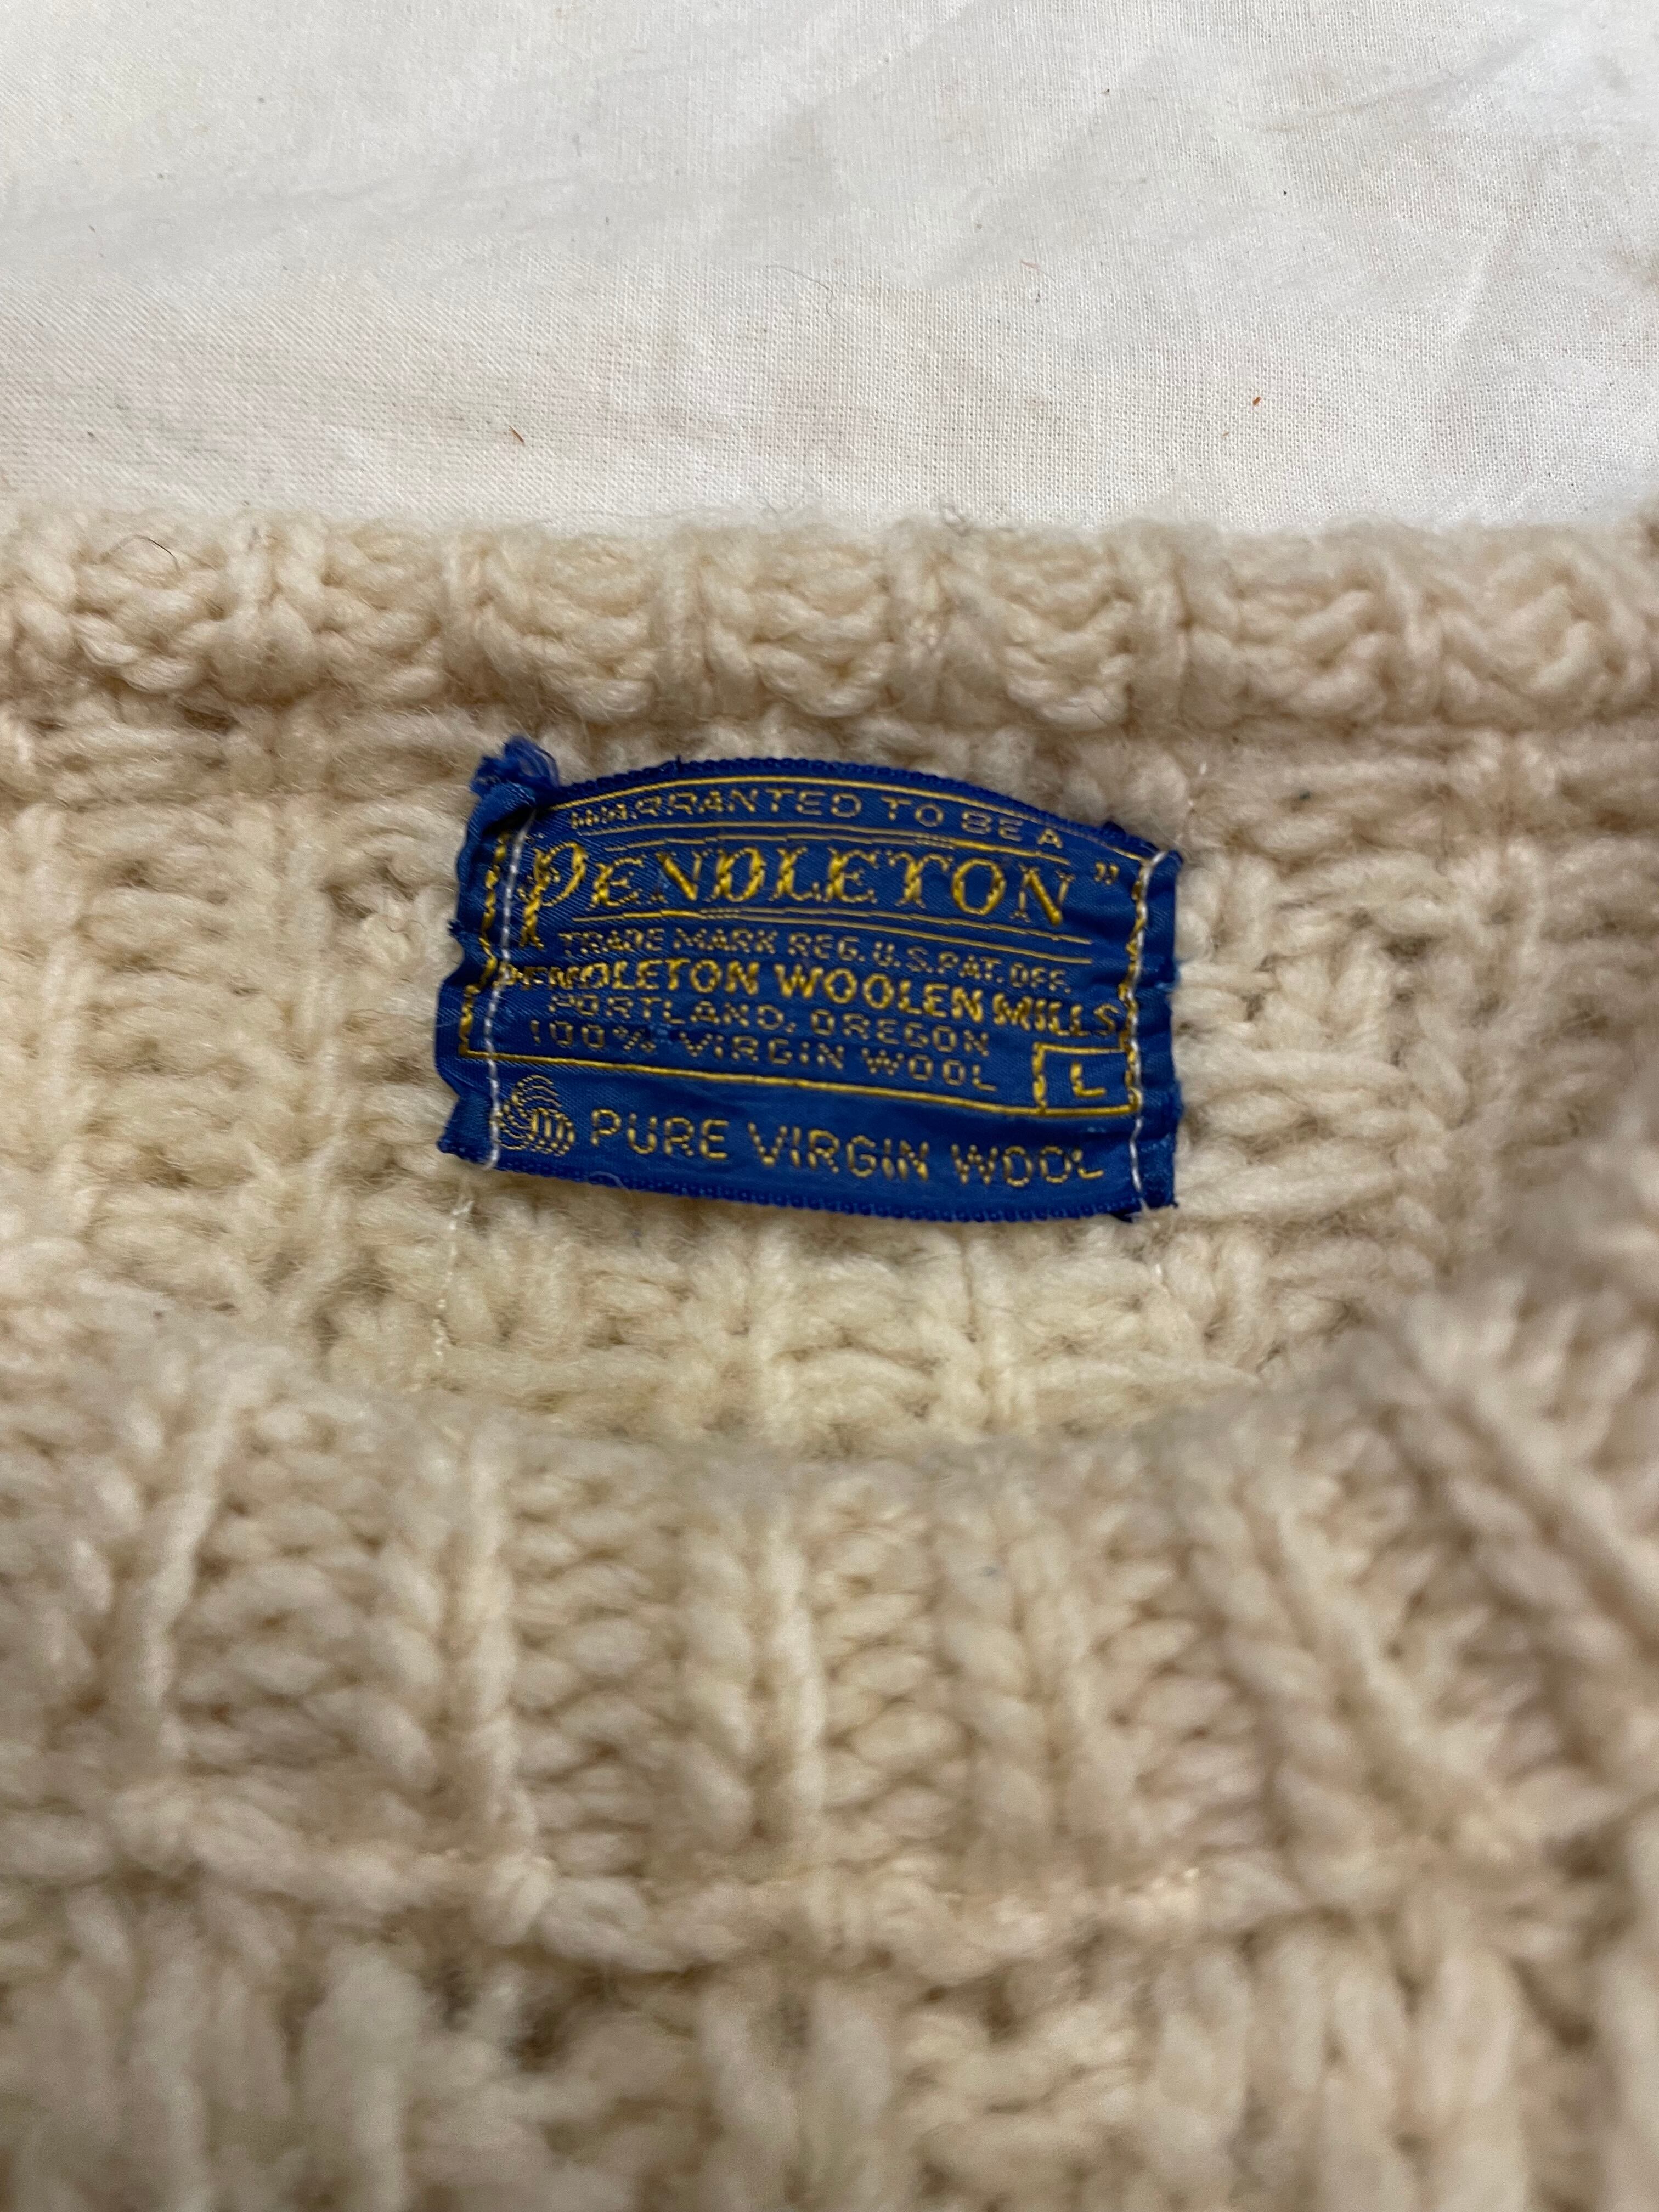 WARRANTED TO BE A
"PENDLETON"
TRADE MARK REG. U.S. PAT. OFF.
PENDLETON WOOLEN MILLS
PORTLAND, OREGON
100% VIRGIN WOOL
L
PURE VIRGIN WOOL